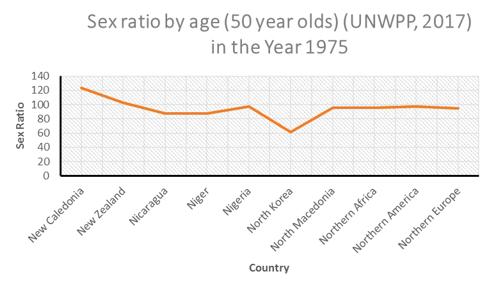 Sex ratio by age (50 year olds) (UNWPP, 2017)
in the Year 1975
140
120
100
80
60
40
20
0
Sex Ratio
New Caledonia
New Zealand
Nicaragua
Niger
Nigeria
North Korea
North Macedonia
Northern Africa
Northern America
Northern Europe
Country